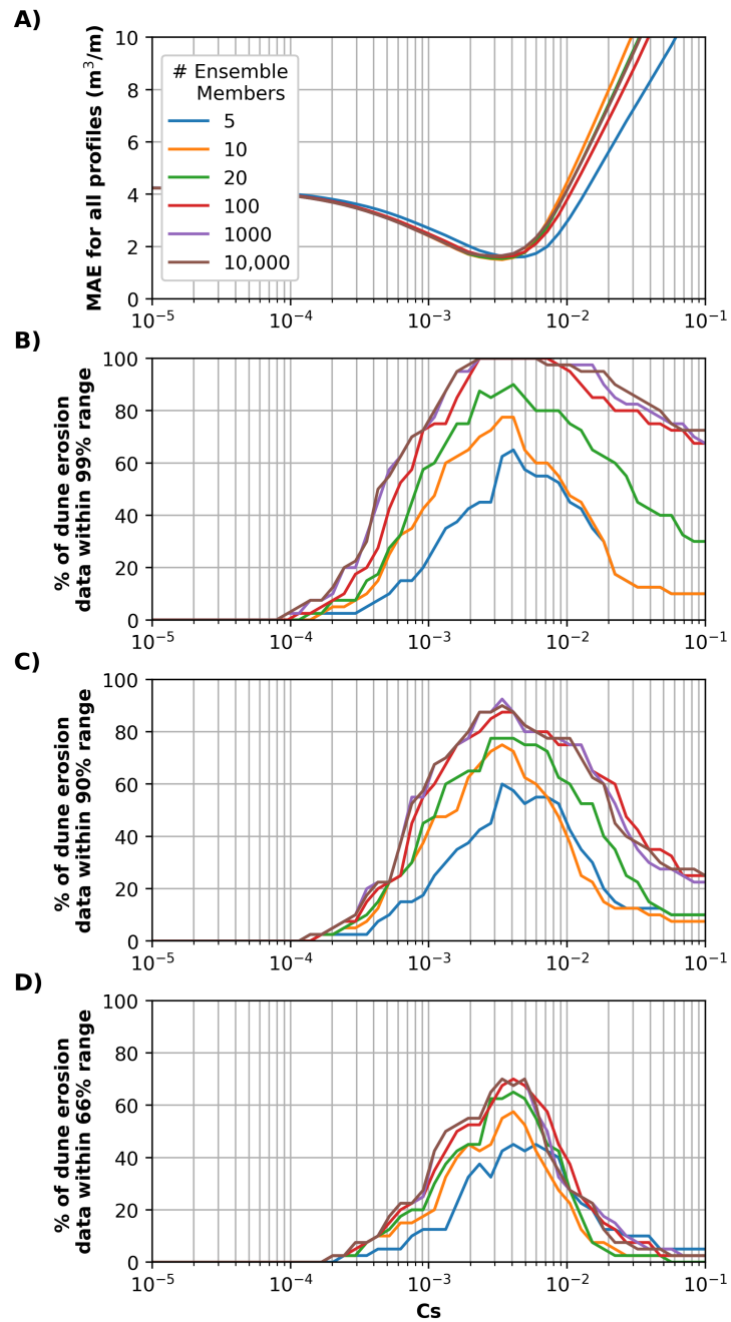 A)
MAE for all profiles (m³/m)
10
8
6
4
2
0
# Ensemble
Members
5
10
20
100
1000
10,000
10⁻⁵ 10⁻⁴ 10⁻³ 10⁻² 10⁻¹
B)
% of dune erosion
data within 99% range
100
80
60
40
20
0
10⁻⁵ 10⁻⁴ 10⁻³ 10⁻² 10⁻¹
C)
% of dune erosion
data within 90% range
100
80
60
40
20
0
10⁻⁵ 10⁻⁴ 10⁻³ 10⁻² 10⁻¹
D)
% of dune erosion
data within 66% range
100
80
60
40
20
0
10⁻⁵ 10⁻⁴ 10⁻³ 10⁻² 10⁻¹
Cs